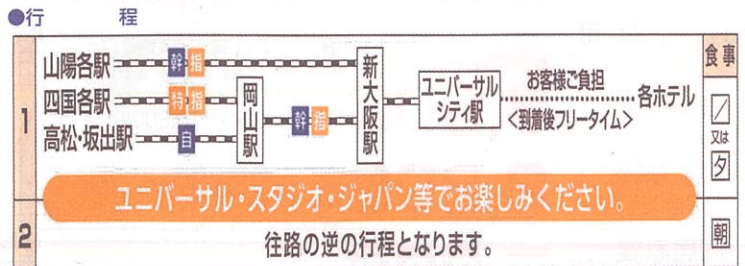 ●行　程
1
山陽各駅 幹 指
四国各駅 特 指
高松・坂出駅 自
岡山駅
幹 指
新大阪駅
ユニバーサル
シティ駅
お客様ご負担
<到着後フリータイム>
各ホテル
食事
／
又は
夕
ユニバーサル・スタジオ・ジャパン等でお楽しみください。
2
往路の逆の行程となります。
朝